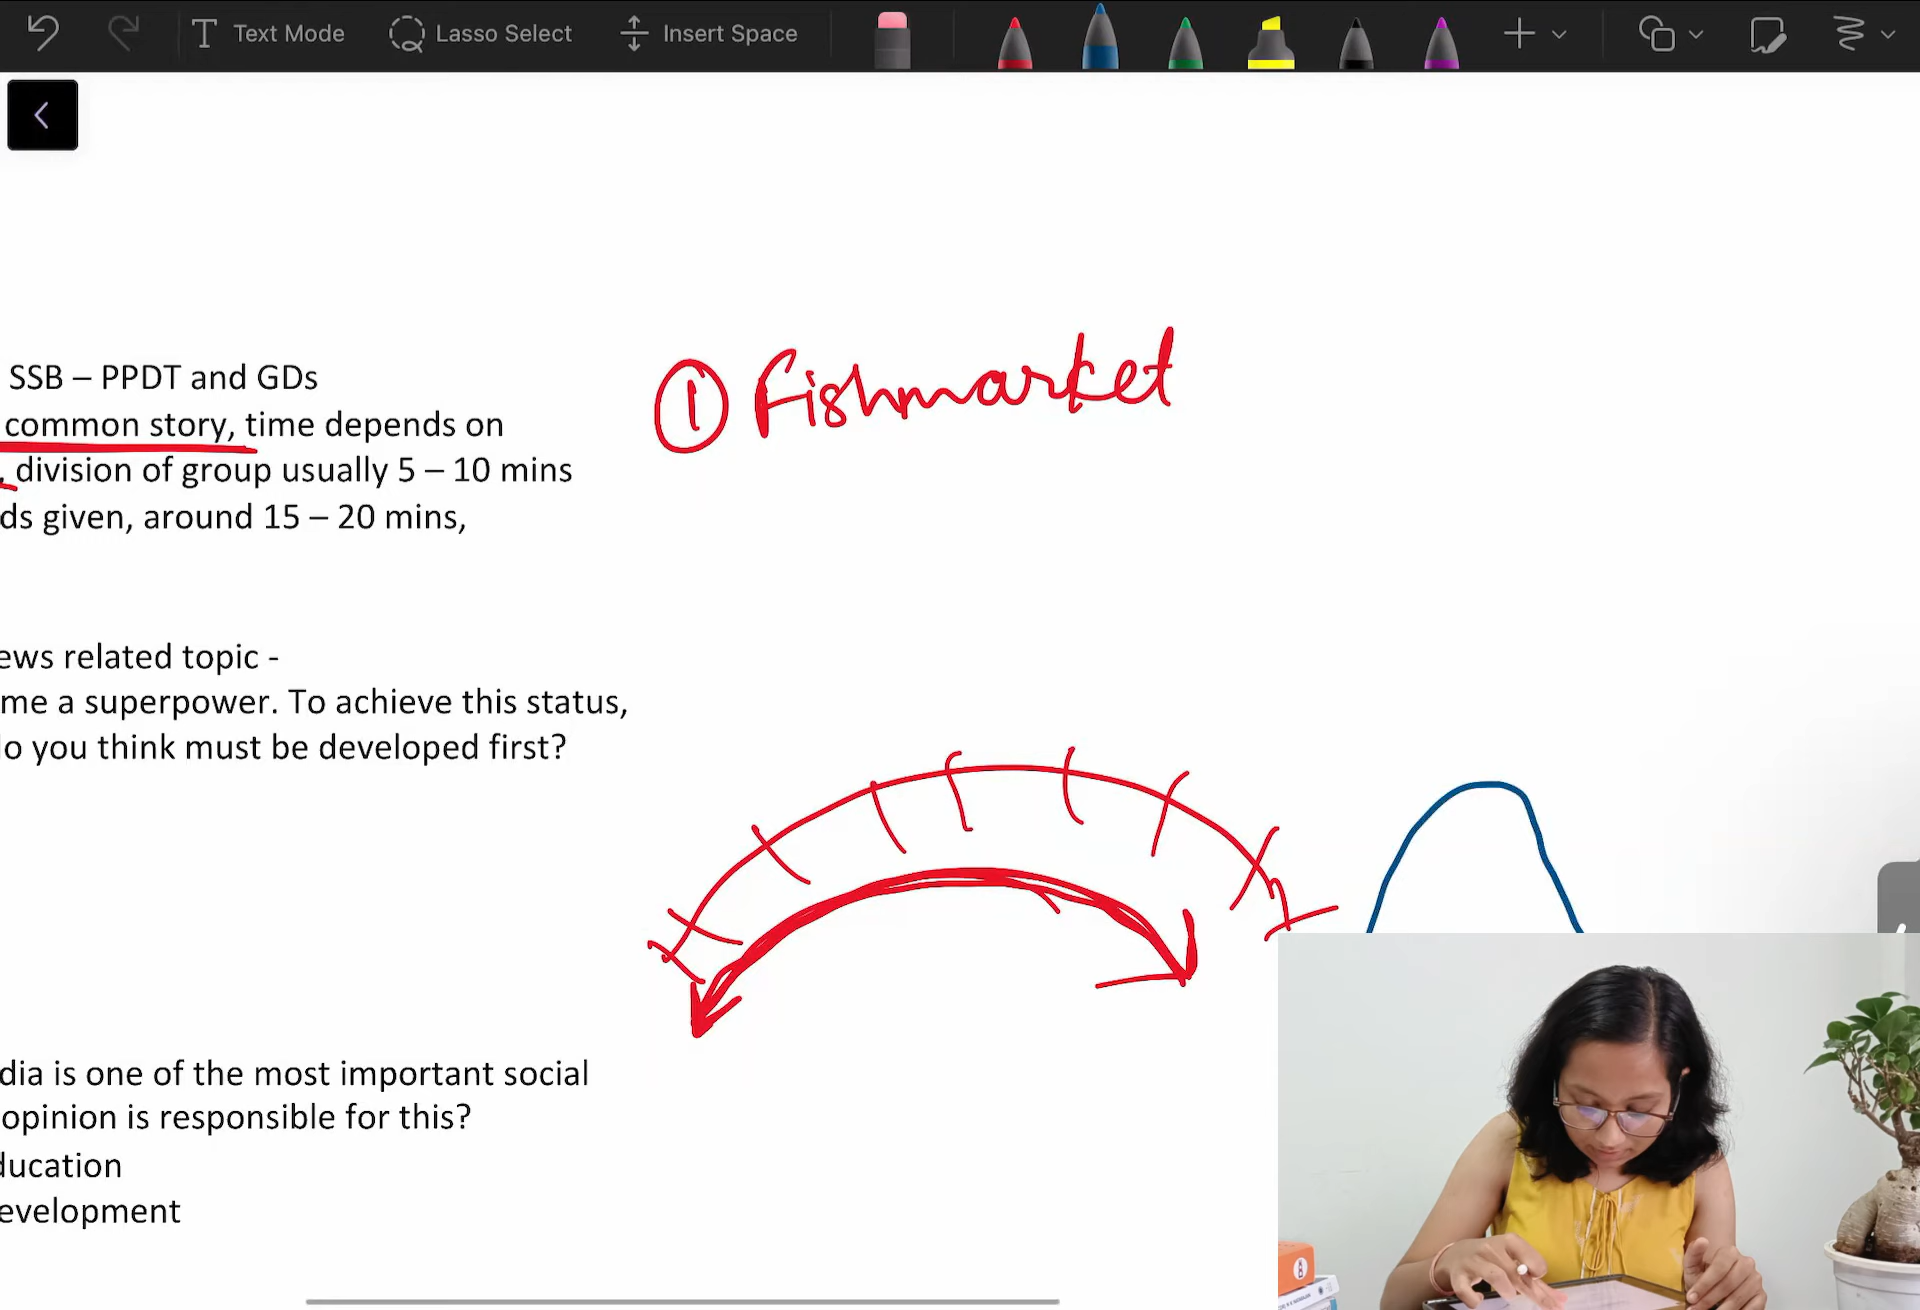 Text Mode
Lasso Select
Insert Space
SSB – PPDT and GDs
common story, time depends on
, division of group usually 5 – 10 mins
ds given, around 15 – 20 mins,
① Fishmarket
ews related topic -
me a superpower. To achieve this status,
do you think must be developed first?
dia is one of the most important social
opinion is responsible for this?
ducation
evelopment